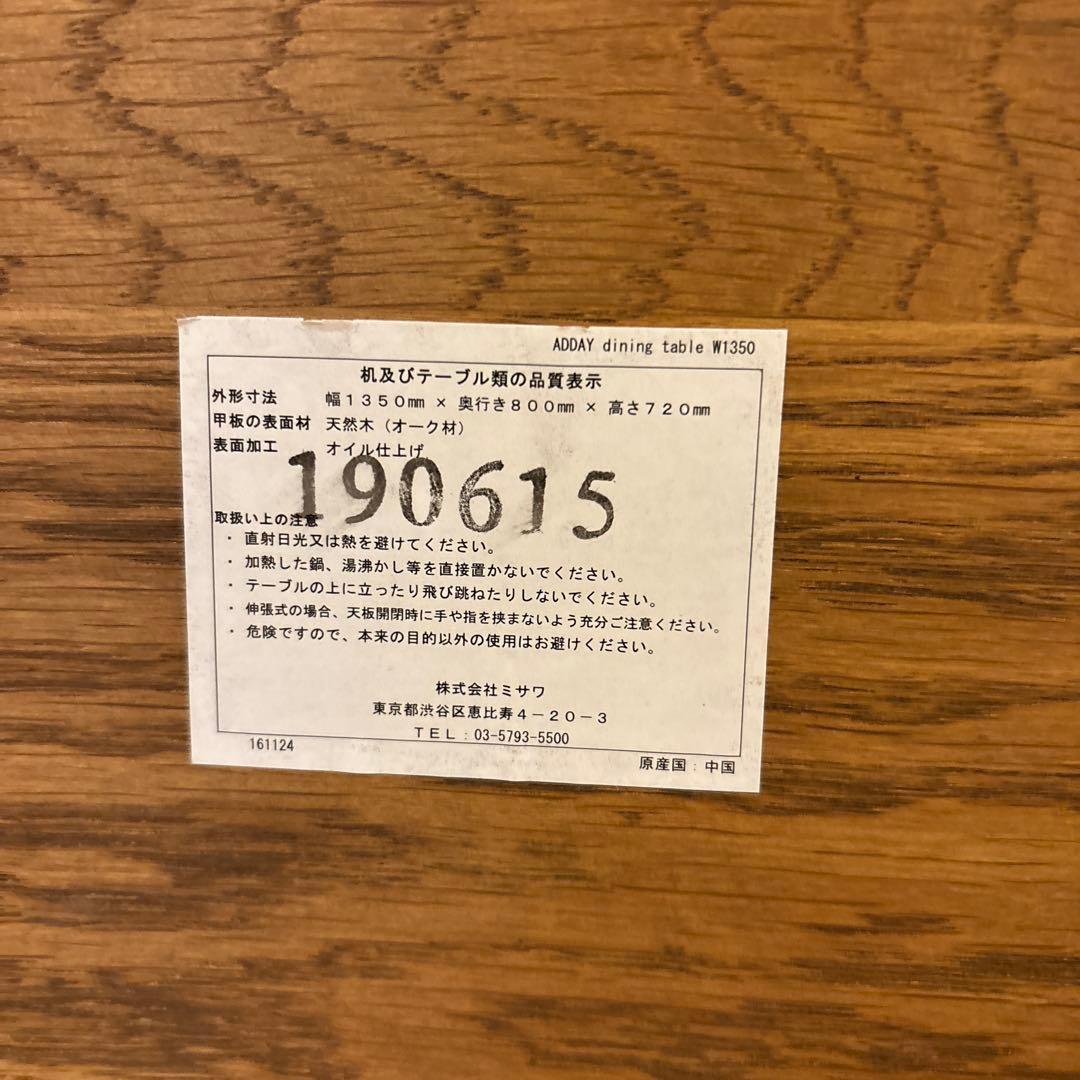 ADDAY dining table W1350
机及びテーブル類の品質表示
外形寸法 幅1350㎜ × 奥行き800㎜ × 高さ720㎜
甲板の表面材 天然木(オーク材)
表面加工 オイル仕上げ
190615
取扱い上の注意
・ 直射日光又は熱を避けてください。
・ 加熱した鍋、湯沸かし等を直接置かないでください。
・ テーブルの上に立ったり飛び跳ねたりしないでください。
・ 伸張式の場合、天板開閉時に手や指を挟まないよう充分ご注意ください。
・ 危険ですので、本来の目的以外の使用はお避けください。
株式会社ミサワ
東京都渋谷区恵比寿4-20-3
TEL:03-5793-5500
161124
原産国:中国